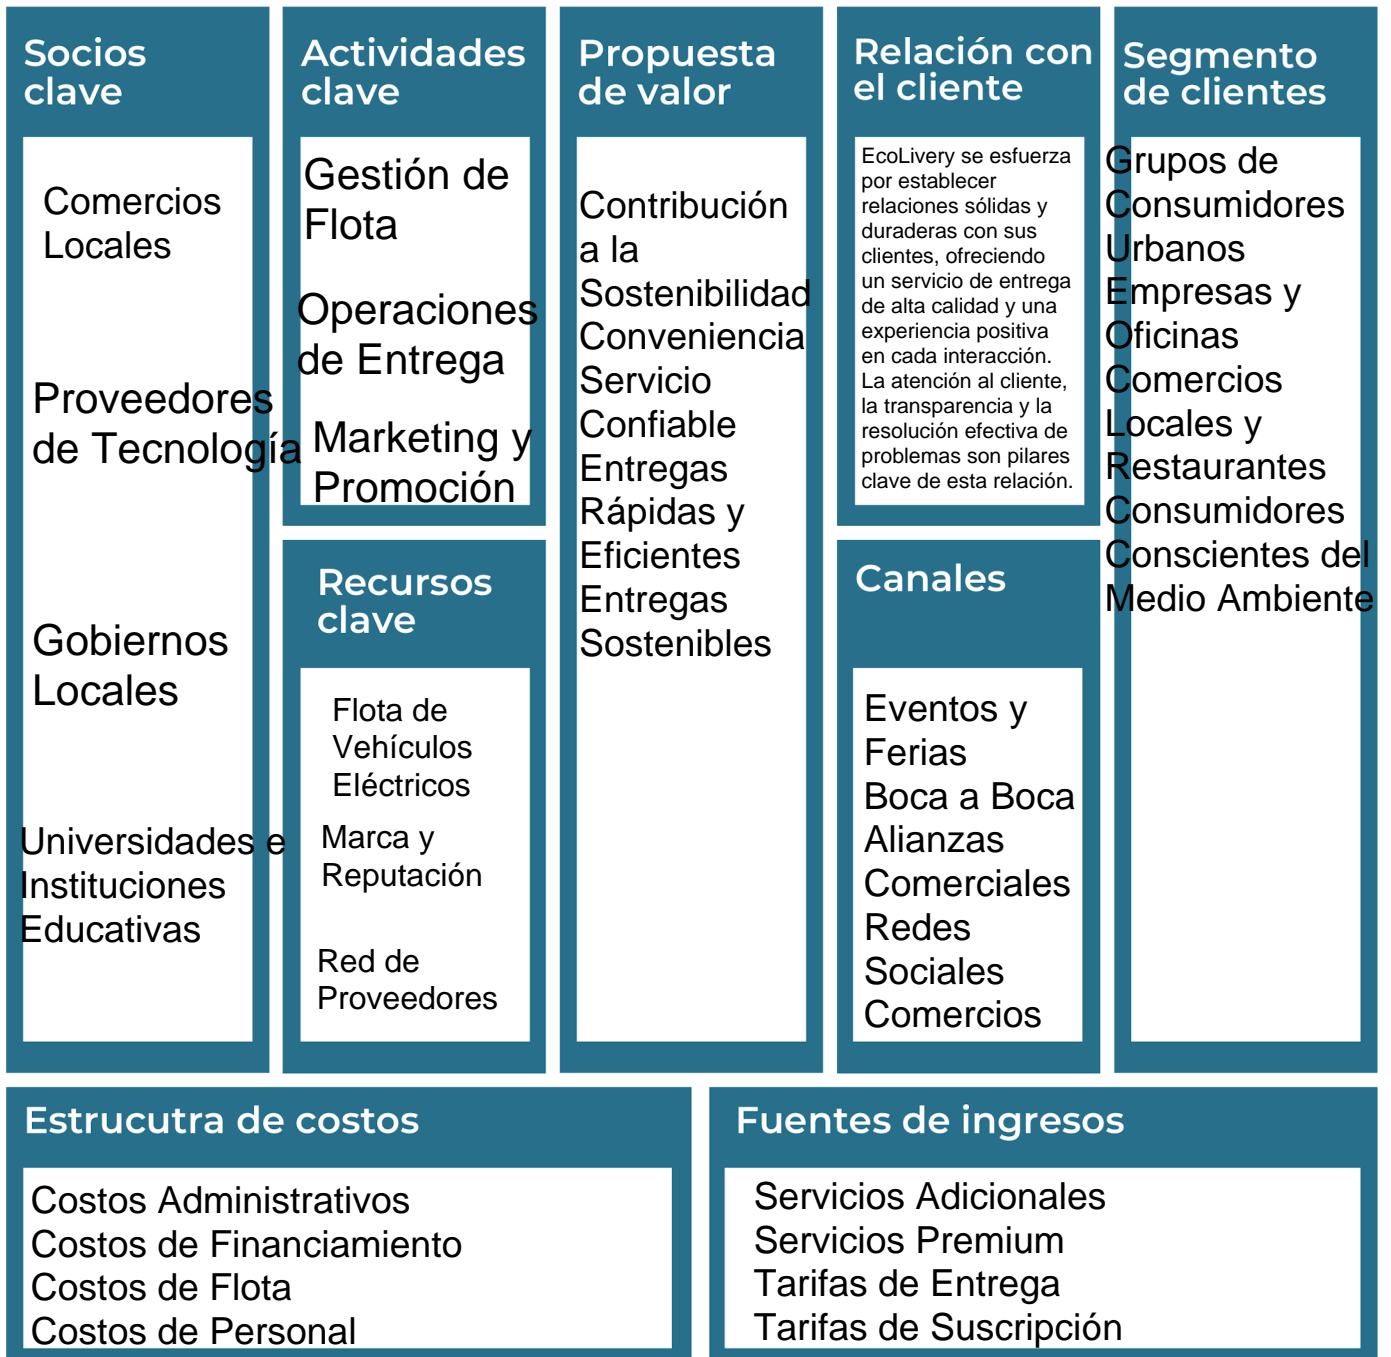 Socios
clave
Comercios
Locales
Proveedores
de Tecnología
Gobiernos
Locales
Universidades e
Instituciones
Educativas
Actividades
clave
Gestión de
Flota
Operaciones
de Entrega
Marketing y
Promoción
Recursos
clave
Flota de
Vehículos
Eléctricos
Marca y
Reputación
Red de
Proveedores
Propuesta
de valor
Contribución
a la
Sostenibilidad
Conveniencia
Servicio
Confiable
Entregas
Rápidas y
Eficientes
Entregas
Sostenibles
Relación con
el cliente
EcoLivery se esfuerza
por establecer
relaciones sólidas y
duraderas con sus
clientes, ofreciendo
un servicio de entrega
de alta calidad y una
experiencia positiva
en cada interacción.
La atención al cliente,
la transparencia y la
resolución efectiva de
problemas son pilares
clave de esta relación.
Canales
Eventos y
Ferias
Boca a Boca
Alianzas
Comerciales
Redes
Sociales
Comercios
Segmento
de clientes
Grupos de
Consumidores
Urbanos
Empresas y
Oficinas
Comercios
Locales y
Restaurantes
Consumidores
Conscientes del
Medio Ambiente
Estrucutra de costos
Costos Administrativos
Costos de Financiamiento
Costos de Flota
Costos de Personal
Fuentes de ingresos
Servicios Adicionales
Servicios Premium
Tarifas de Entrega
Tarifas de Suscripción